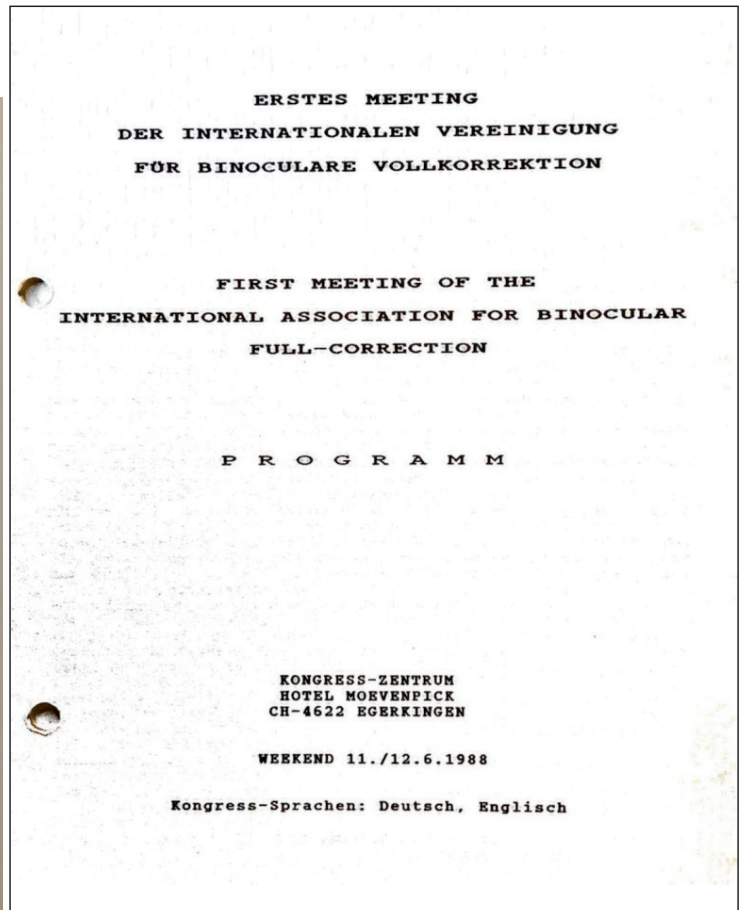 ERSTES MEETING
DER INTERNATIONALEN VEREINIGUNG
FÜR BINOCULARE VOLLKORREKTION
FIRST MEETING OF THE
INTERNATIONAL ASSOCIATION FOR BINOCULAR
FULL-CORRECTION
P R O G R A M M
KONGRESS-ZENTRUM
HOTEL MOEVENPICK
CH-4622 EGERKINGEN
WEEKEND 11./12.6.1988
Kongress-Sprachen: Deutsch, Englisch